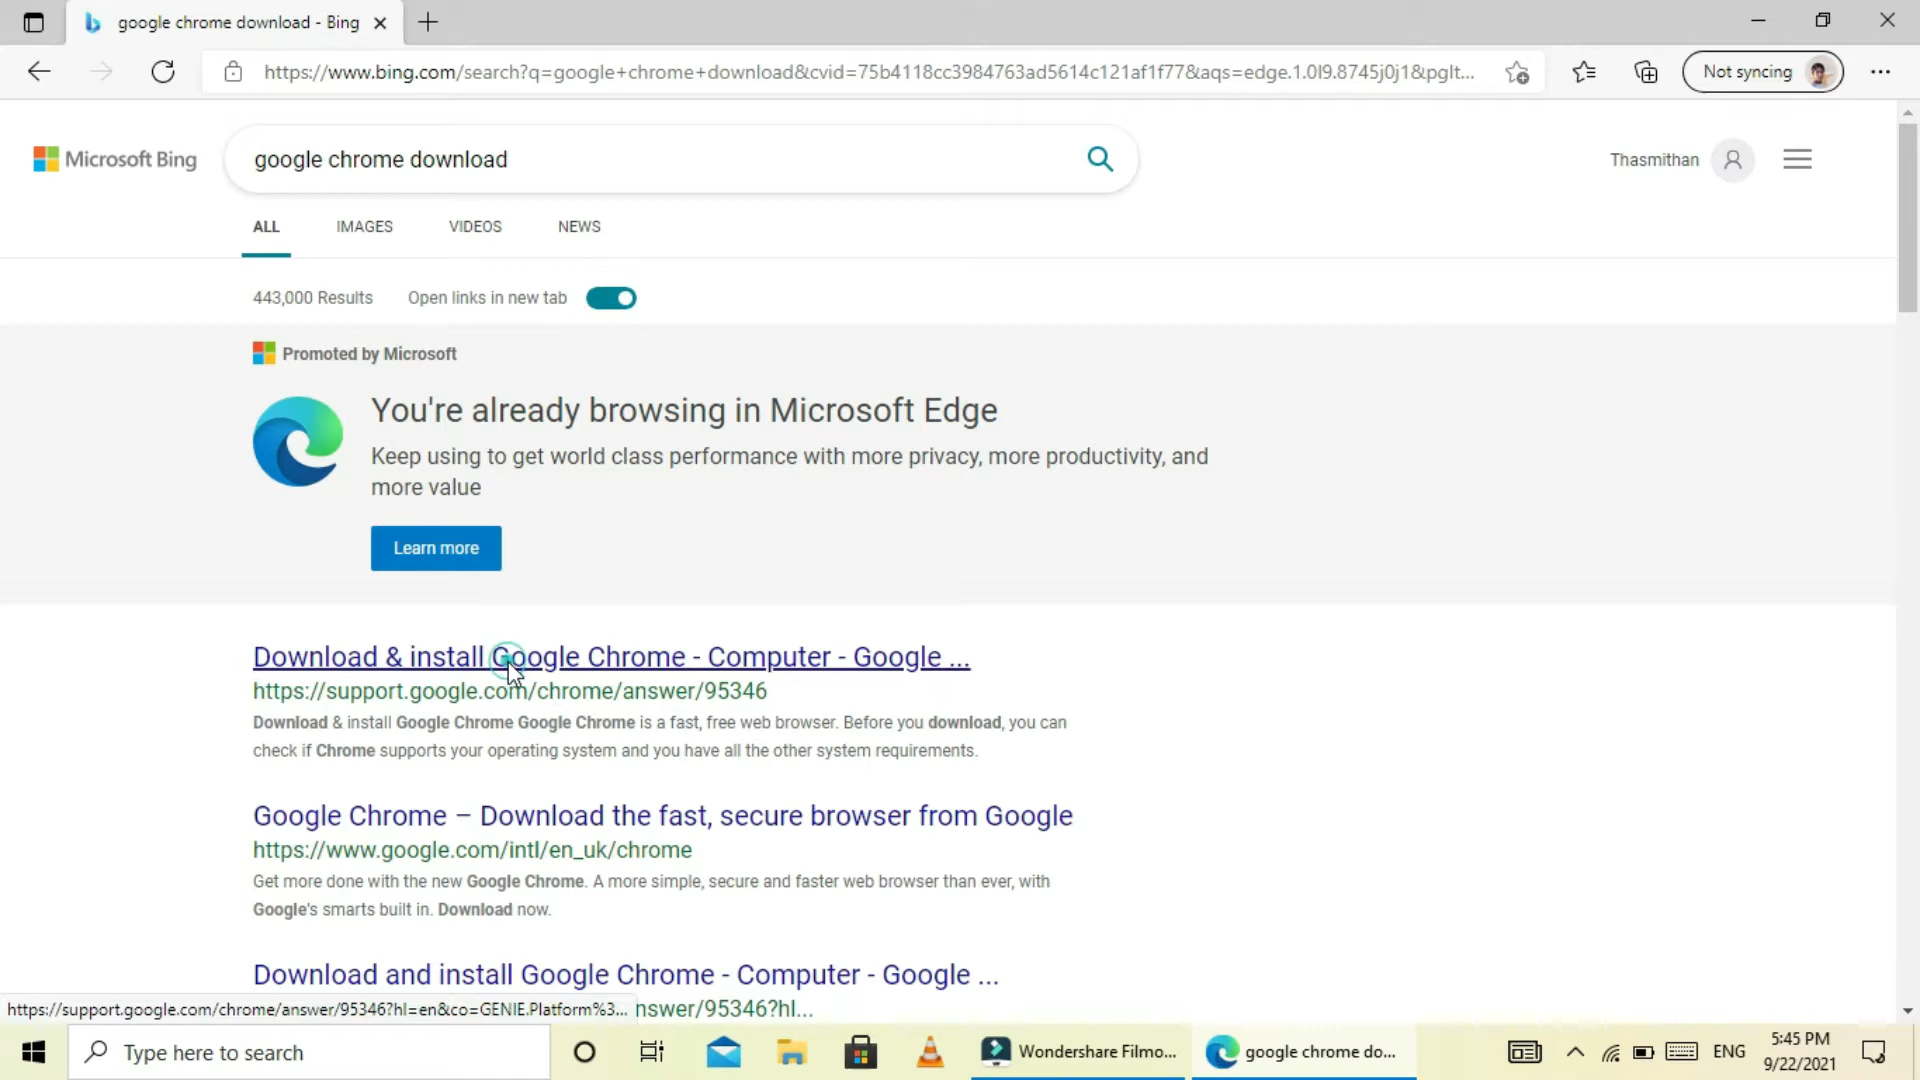 google chrome download - Bing
https://www.bing.com/search?q=google+chrome+download&cvid=75b4118cc3984763ad5614c121af1f77&aqs=edge.1.0l9.8745j0j1&pglt...
Not syncing
Microsoft Bing
google chrome download
Thasmithan
ALL IMAGES VIDEOS NEWS
443,000 Results Open links in new tab
Promoted by Microsoft
You're already browsing in Microsoft Edge
Keep using to get world class performance with more privacy, more productivity, and
more value
Learn more
Download & install Google Chrome - Computer - Google ...
https://support.google.com/chrome/answer/95346
Download & install Google Chrome Google Chrome is a fast, free web browser. Before you download, you can
check if Chrome supports your operating system and you have all the other system requirements.
Google Chrome – Download the fast, secure browser from Google
https://www.google.com/intl/en_uk/chrome
Get more done with the new Google Chrome. A more simple, secure and faster web browser than ever, with
Google's smarts built in. Download now.
Download and install Google Chrome - Computer - Google ...
https://support.google.com/chrome/answer/95346?hl=en&co=GENIE.Platform%3... nswer/95346?hl...
Type here to search
Wondershare Filmo...
google chrome do...
ENG
5:45 PM
9/22/2021